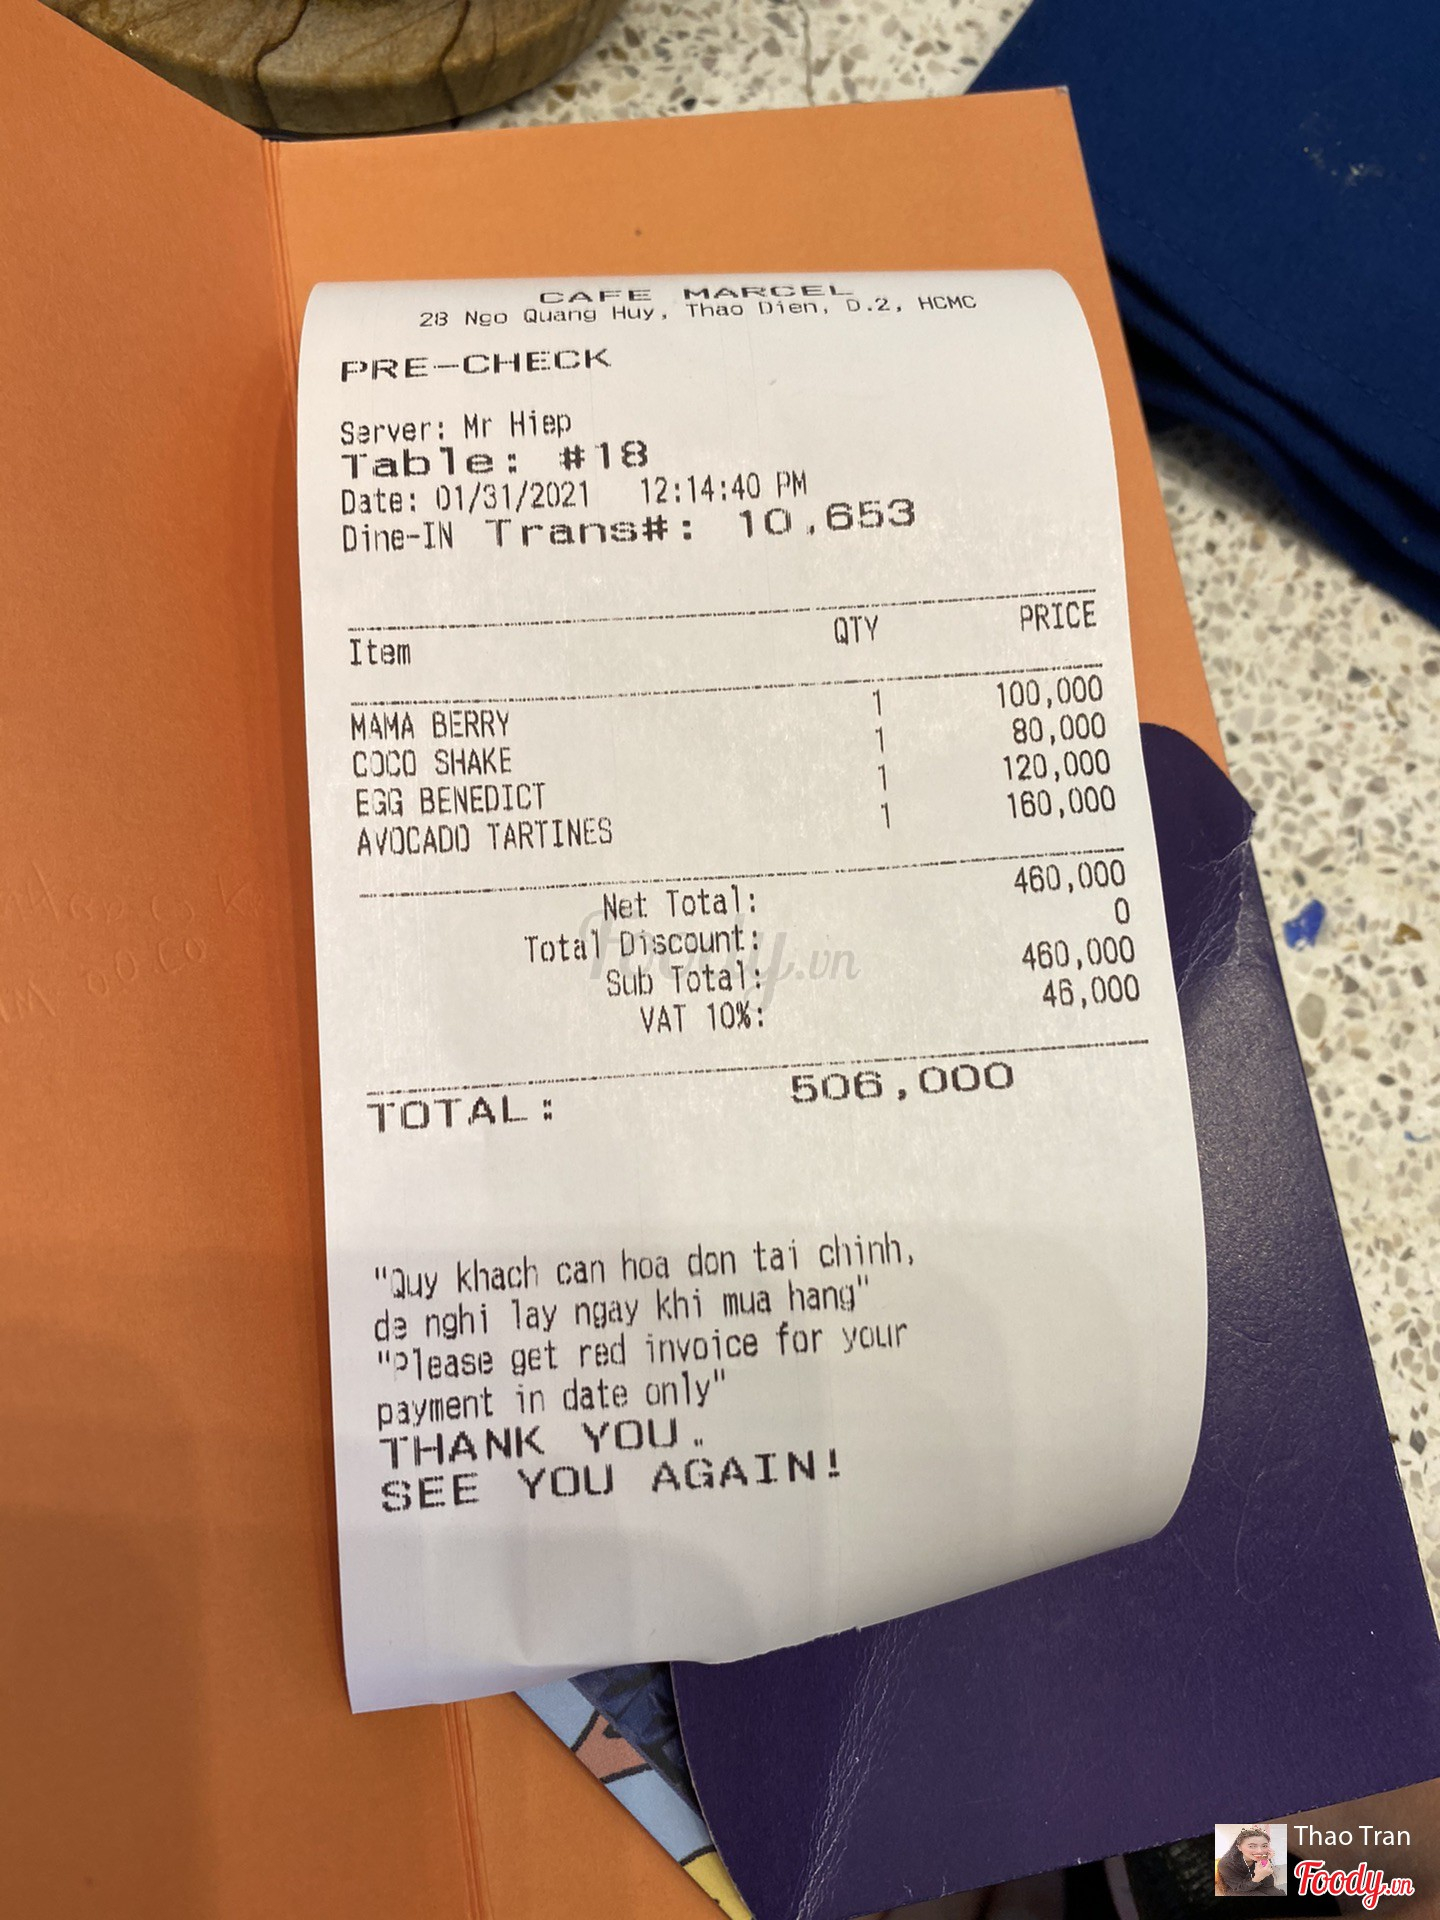 CAFE MARCEL
28 Ngo Quang Huy, Thao Dien, D.2, HCMC
PRE-CHECK
Server: Mr Hiep
Table: #18
Date: 01/31/2021 12:14:40 PM
Dine-IN Trans#: 10,653
Item QTY PRICE
MAMA BERRY 1 100,000
COCO SHAKE 1 80,000
EGG BENEDICT 1 120,000
AVOCADO TARTINES 1 160,000
Net Total: 460,000
Total Discount: 0
Sub Total: 460,000
VAT 10%: 46,000
TOTAL: 506,000
"Quy khach can hoa don tai chinh,
de nghi lay ngay khi mua hang"
"Please get red invoice for your
payment in date only"
THANK YOU.
SEE YOU AGAIN!
foody.vn
Thao Tran
Foody.vn